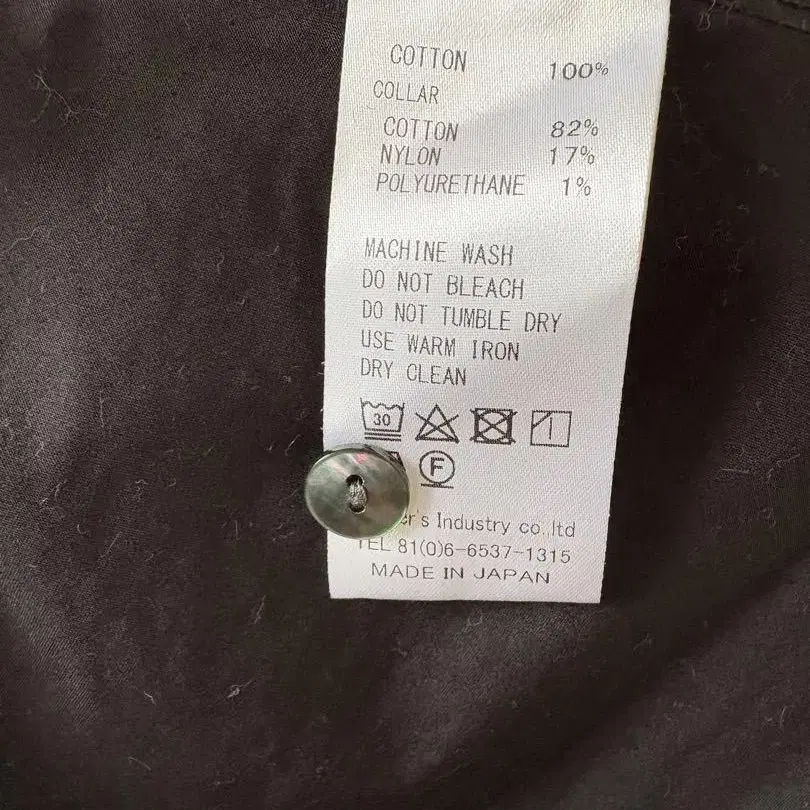 COTTON 100%
COLLAR
COTTON 82%
NYLON 17%
POLYURETHANE 1%
MACHINE WASH
DO NOT BLEACH
DO NOT TUMBLE DRY
USE WARM IRON
DRY CLEAN
30
F
Industry co.,ltd
TEL 81(0)6-6537-1315
MADE IN JAPAN